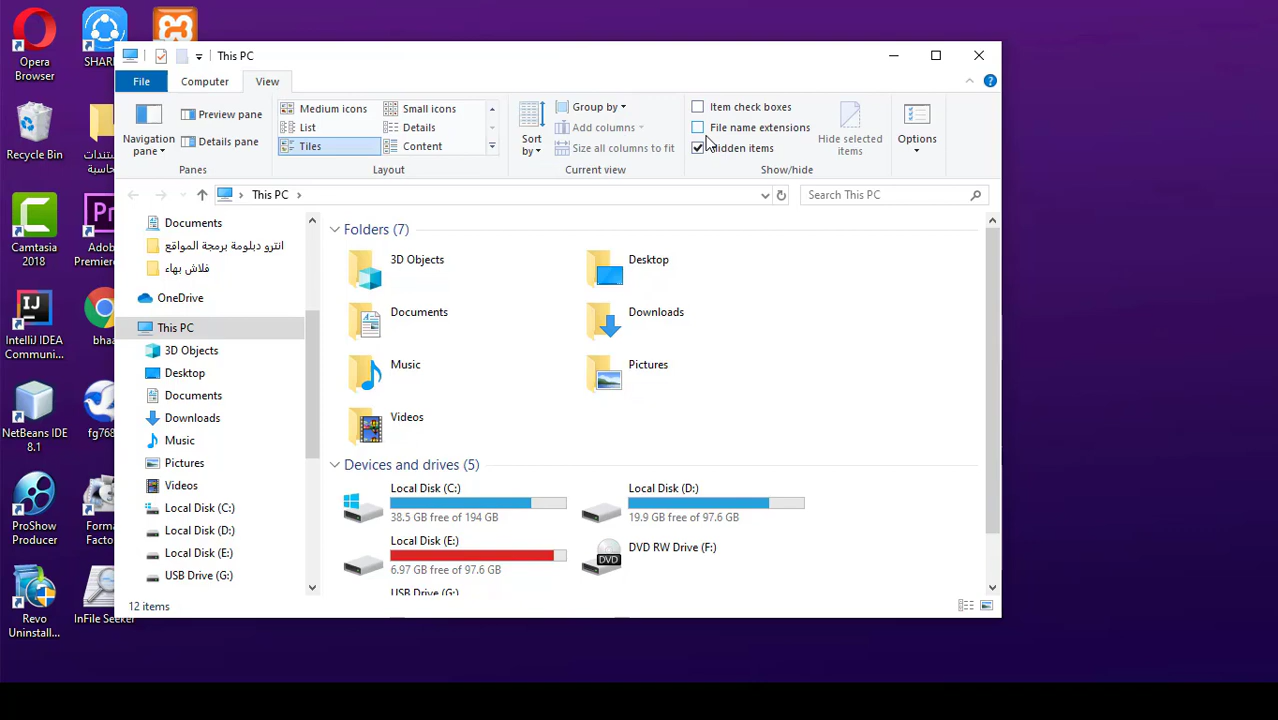 Opera
Browser
SHARE
This PC
File
Computer
View
Navigation
pane
Preview pane
Details pane
Panes
Medium icons
Small icons
List
Details
Tiles
Content
Layout
Sort
by
Group by
Add columns
Size all columns to fit
Current view
Item check boxes
File name extensions
Hidden items
Hide selected
items
Show/hide
Options
This PC
Search This PC
Recycle Bin
مستندات
Camtasia
2018
Adobe
Premiere
IntelliJ IDEA
Communi...
bhaa
NetBeans IDE
8.1
fg768
ProShow
Producer
Forma
Factor
Revo
Uninstall...
InFile Seeker
Documents
انترو دبلومة برمجة المواقع
فلاش بهاء
OneDrive
This PC
3D Objects
Desktop
Documents
Downloads
Music
Pictures
Videos
Local Disk (C:)
Local Disk (D:)
Local Disk (E:)
USB Drive (G:)
Folders (7)
3D Objects
Desktop
Documents
Downloads
Music
Pictures
Videos
Devices and drives (5)
Local Disk (C:)
38.5 GB free of 194 GB
Local Disk (D:)
19.9 GB free of 97.6 GB
Local Disk (E:)
6.97 GB free of 97.6 GB
DVD RW Drive (F:)
DVD
USB Drive (G:)
12 items